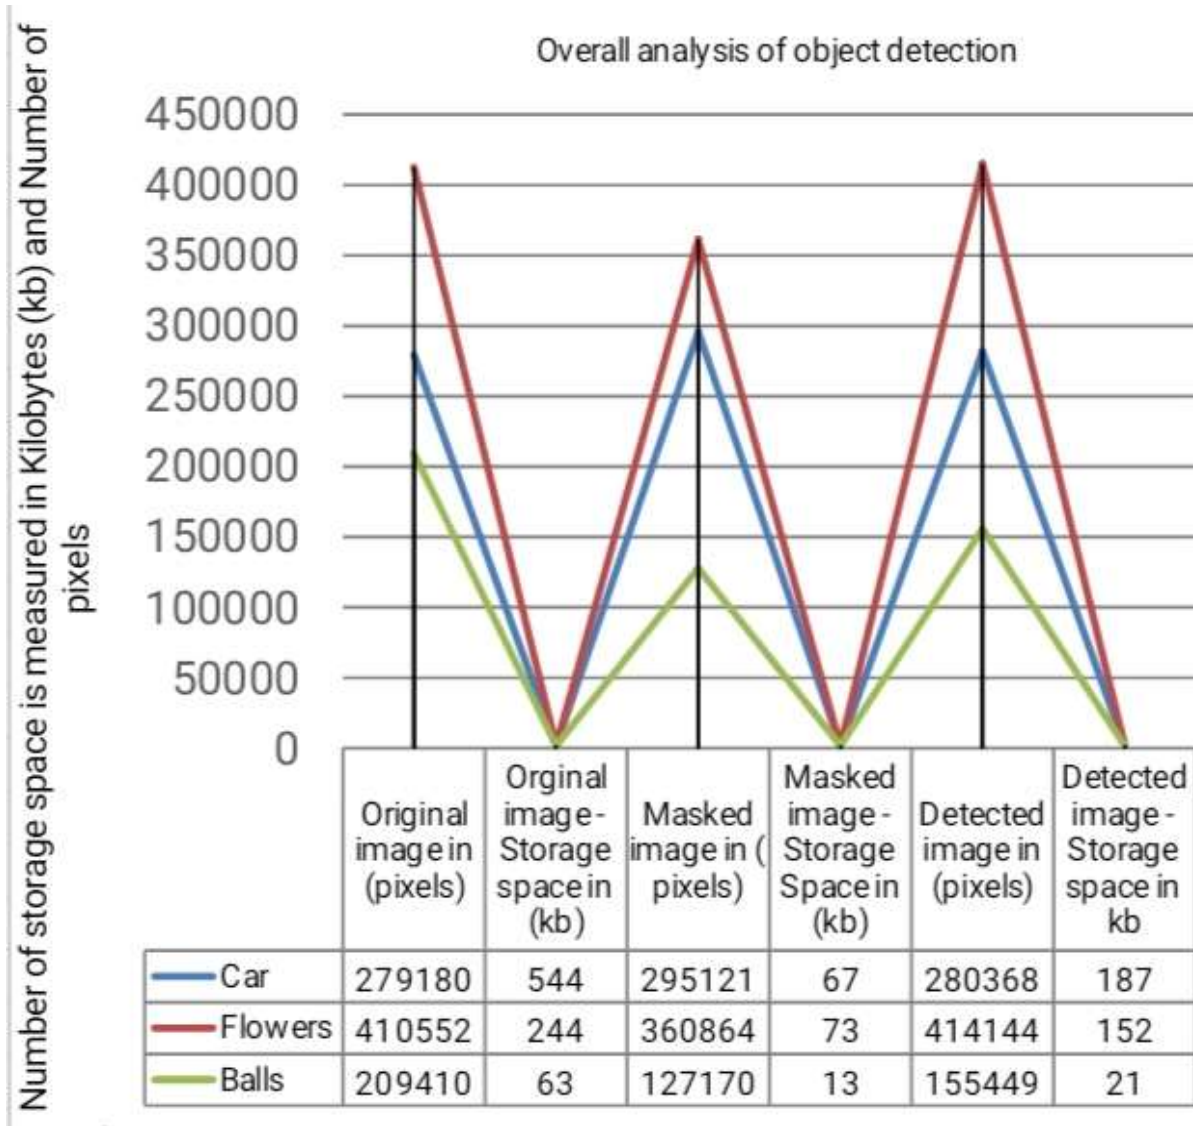 Overall analysis of object detection
Number of storage space is measured in Kilobytes (kb) and Number of
pixels
450000
400000
350000
300000
250000
200000
150000
100000
50000
0
Original
image in
(pixels)
Orginal
image -
Storage
space in
(kb)
Masked
image in (
pixels)
Masked
image -
Storage
Space in
(kb)
Detected
image in
(pixels)
Detected
image -
Storage
space in
kb
Car 279180 544 295121 67 280368 187
Flowers 410552 244 360864 73 414144 152
Balls 209410 63 127170 13 155449 21